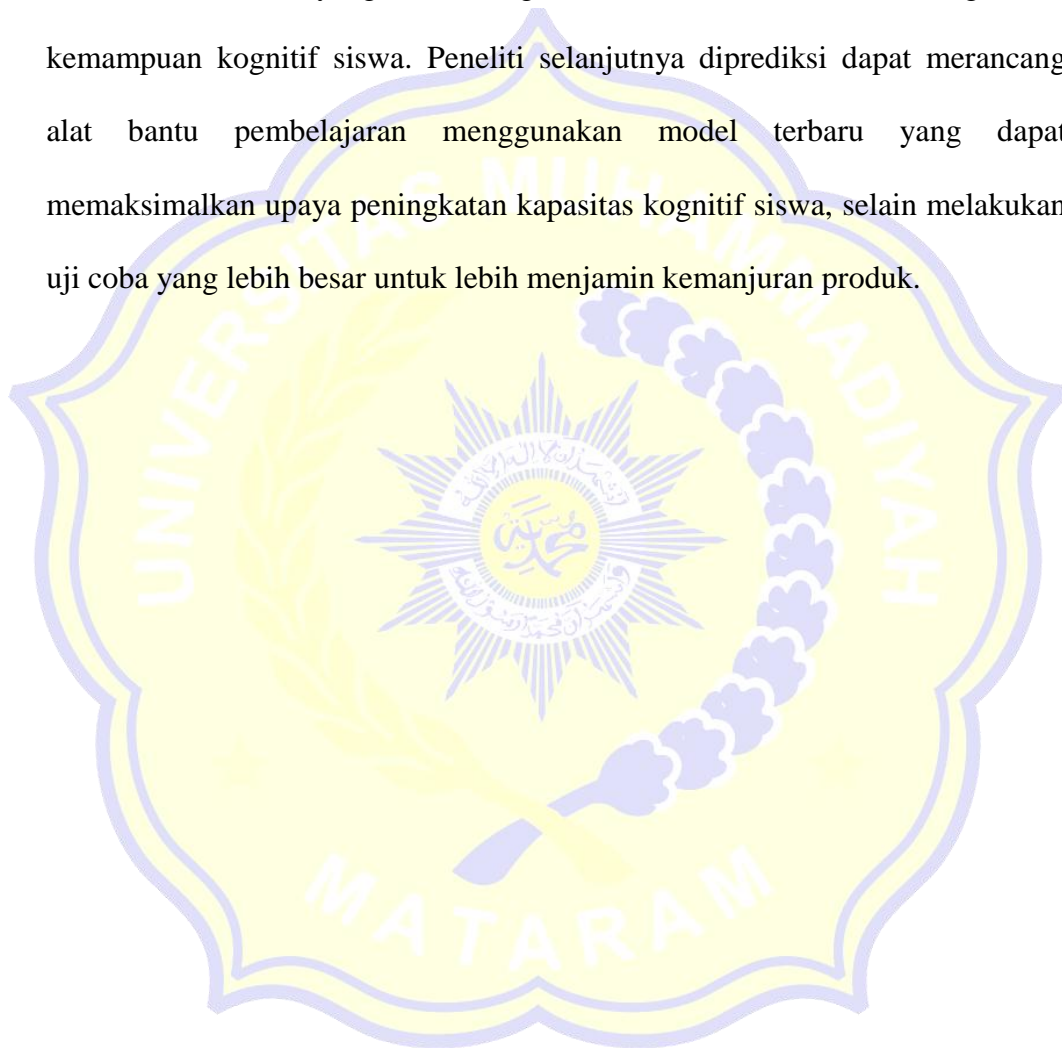 kemampuan kognitif siswa. Peneliti selanjutnya diprediksi dapat merancang
alat bantu pembelajaran menggunakan model terbaru yang dapat
memaksimalkan upaya peningkatan kapasitas kognitif siswa, selain melakukan
uji coba yang lebih besar untuk lebih menjamin kemanjuran produk.
UNIVERSITAS MUHAMMADIYAH
MATARAM